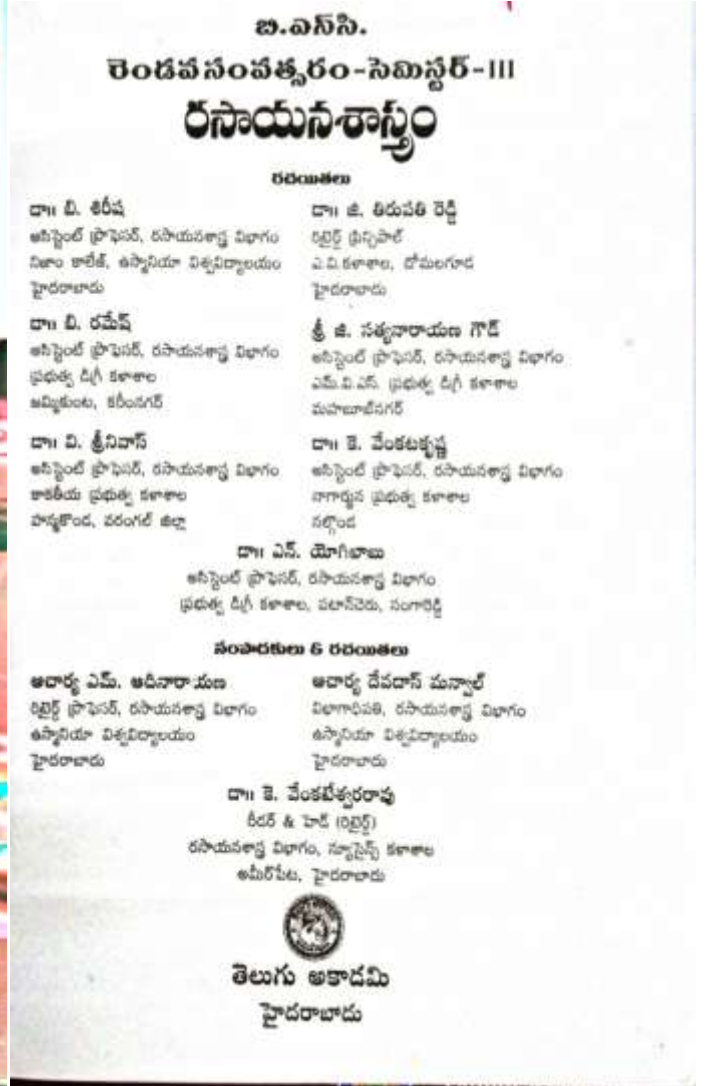 బి.ఎస్‌సి.
రెండవ సంవత్సరం-సెమిస్టర్-III
రసాయనశాస్త్రం
రచయితలు
డా॥ బి. శిరీష
అసిస్టెంట్ ప్రొఫెసర్, రసాయనశాస్త్ర విభాగం
నిజాం కాలేజ్, ఉస్మానియా విశ్వవిద్యాలయం
హైదరాబాదు
డా॥ జి. తిరుపతి రెడ్డి
రిటైర్డ్ ప్రిన్సిపాల్
ఎ.వి.కళాశాల, దోమలగూడ
హైదరాబాదు
డా॥ బి. రమేష్
అసిస్టెంట్ ప్రొఫెసర్, రసాయనశాస్త్ర విభాగం
ప్రభుత్వ డిగ్రీ కళాశాల
జమ్మికుంట, కరీంనగర్
శ్రీ జి. సత్యనారాయణ గౌడ్
అసిస్టెంట్ ప్రొఫెసర్, రసాయనశాస్త్ర విభాగం
ఎమ్.వి.ఎస్. ప్రభుత్వ డిగ్రీ కళాశాల
మహబూబ్‌నగర్
డా॥ వి. శ్రీనివాస్
అసిస్టెంట్ ప్రొఫెసర్, రసాయనశాస్త్ర విభాగం
కాకతీయ ప్రభుత్వ కళాశాల
హన్మకొండ, వరంగల్ జిల్లా
డా॥ కె. వేంకటకృష్ణ
అసిస్టెంట్ ప్రొఫెసర్, రసాయనశాస్త్ర విభాగం
నాగార్జున ప్రభుత్వ కళాశాల
నల్గొండ
డా॥ ఎన్. యోగిబాబు
అసిస్టెంట్ ప్రొఫెసర్, రసాయనశాస్త్ర విభాగం
ప్రభుత్వ డిగ్రీ కళాశాల, పటాన్‌చెరు, సంగారెడ్డి
సంపాదకులు & రచయితలు
ఆచార్య ఎమ్. ఆదినారాయణ
రిటైర్డ్ ప్రొఫెసర్, రసాయనశాస్త్ర విభాగం
ఉస్మానియా విశ్వవిద్యాలయం
హైదరాబాదు
ఆచార్య దేవదాస్ మన్వాల్
విభాగాధిపతి, రసాయనశాస్త్ర విభాగం
ఉస్మానియా విశ్వవిద్యాలయం
హైదరాబాదు
డా॥ కె. వేంకటేశ్వరరావు
రీడర్ & హెడ్ (రిటైర్డ్)
రసాయనశాస్త్ర విభాగం, న్యూసైన్స్ కళాశాల
అమీర్‌పేట, హైదరాబాదు
తెలుగు అకాడమి
హైదరాబాదు